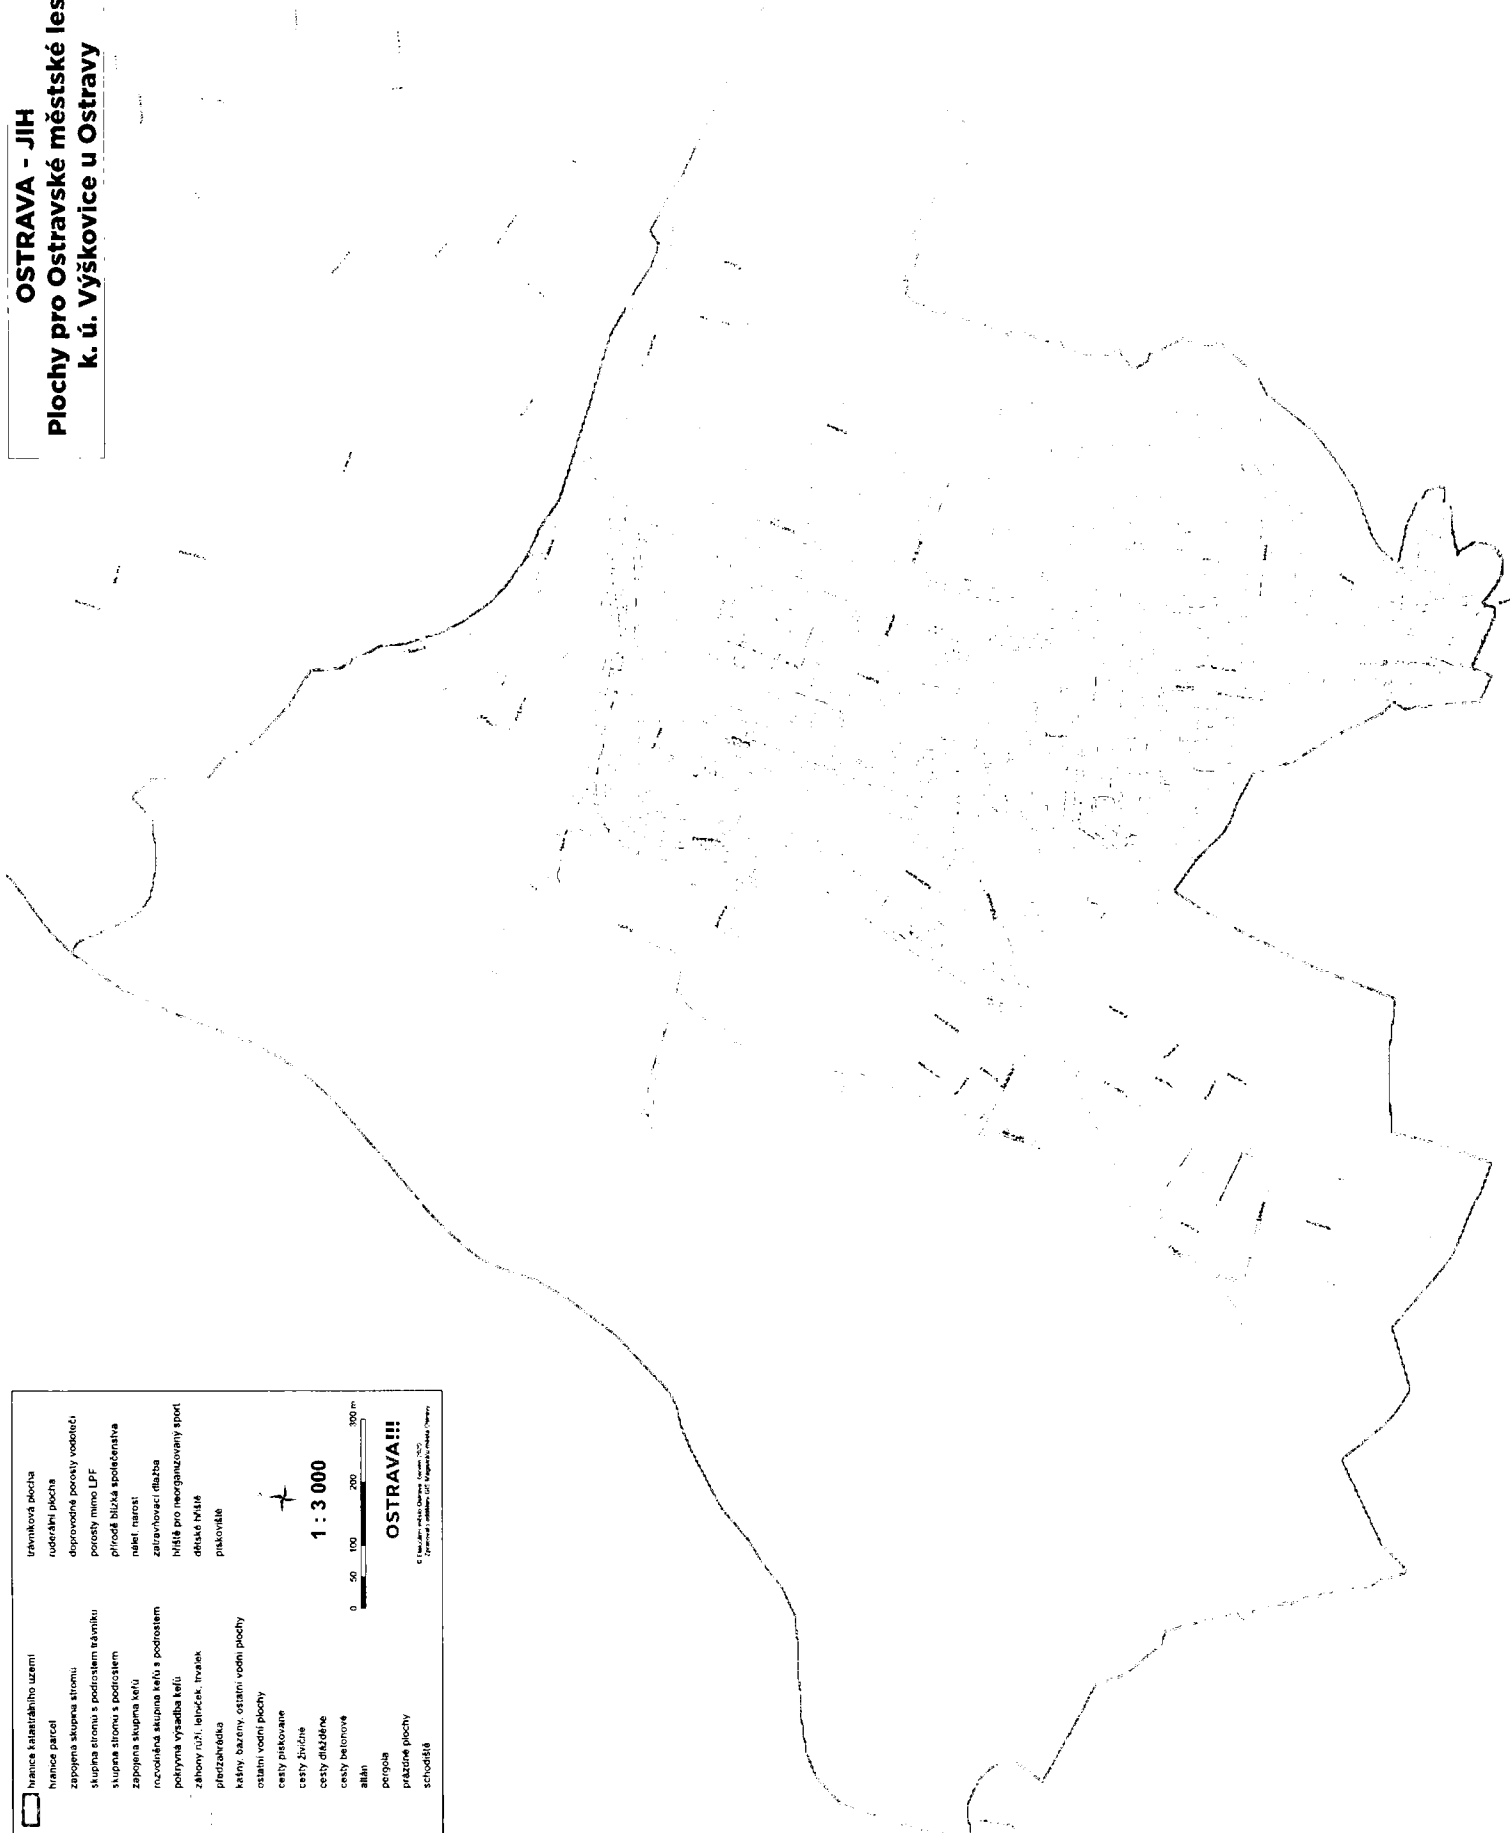 OSTRAVA - JIH
Plochy pro Ostravské městské les
k. ú. Výškovice u Ostravy
hranice katastrálního území
hranice parcel
zapojená skupina stromů
skupina stromů s podrostem trávníku
skupina stromů s podrostem
zapojená skupina keřů
rozvolněná skupina keřů s podrostem
pokryvná výsadba keřů
záhony růží, letniček, trvalek
předzahrádka
kašny, bazény, ostatní vodní plochy
ostatní vodní plochy
cesty pískované
cesty živičné
cesty dlážděné
cesty betonové
altán
pergola
prázdné plochy
schodiště
trávníková plocha
ruderální plocha
doprovodné porosty vodotečí
porosty mimo LPF
přírodě blízká společenstva
nálet, nárost
zatravňovací dlažba
hřiště pro neorganizovaný sport
dětské hřiště
pískoviště
1 : 3 000
0 50 100 200 300 m
OSTRAVA!!!